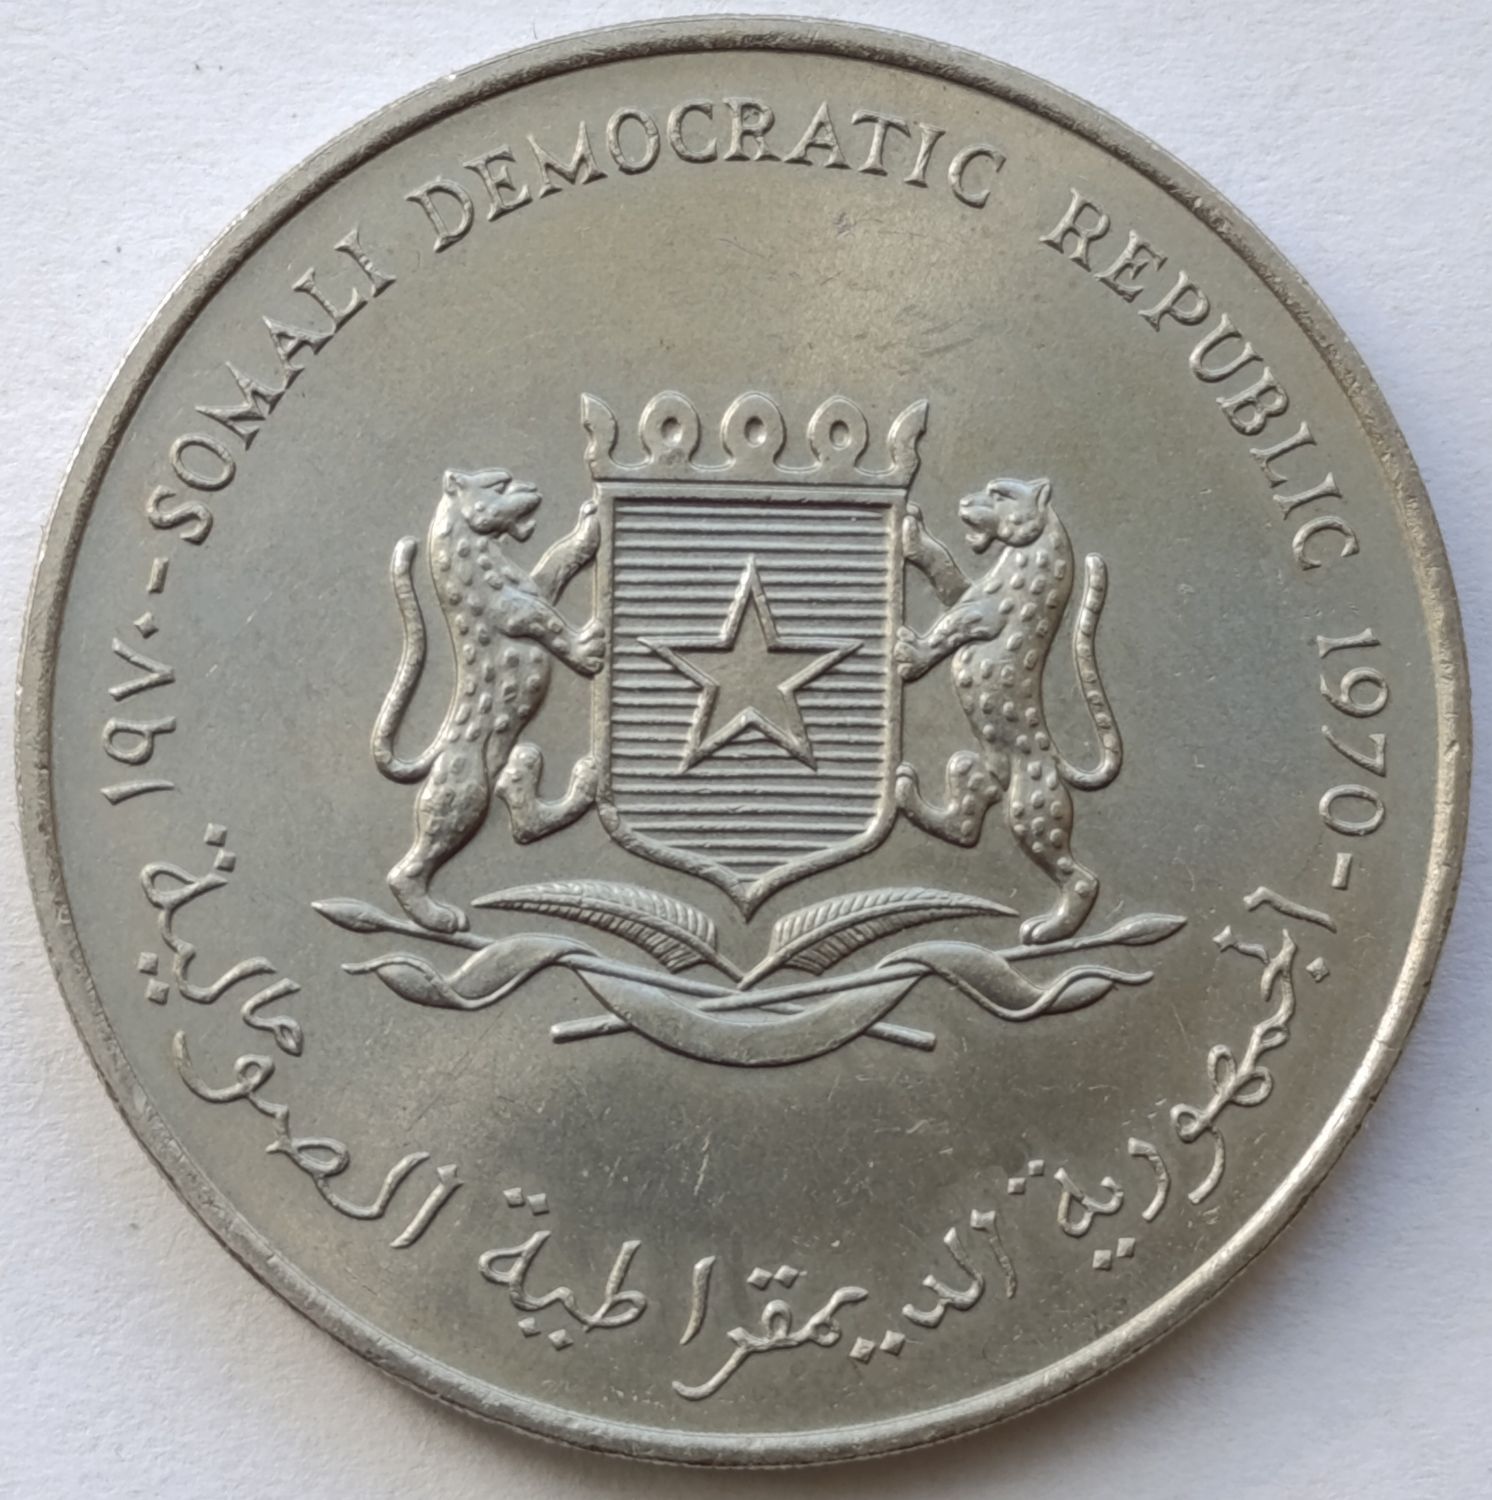 SOMALI DEMOCRATIC REPUBLIC 1970 -
الجمهورية الديمقراطية الصومالية ١٩٧٠ -